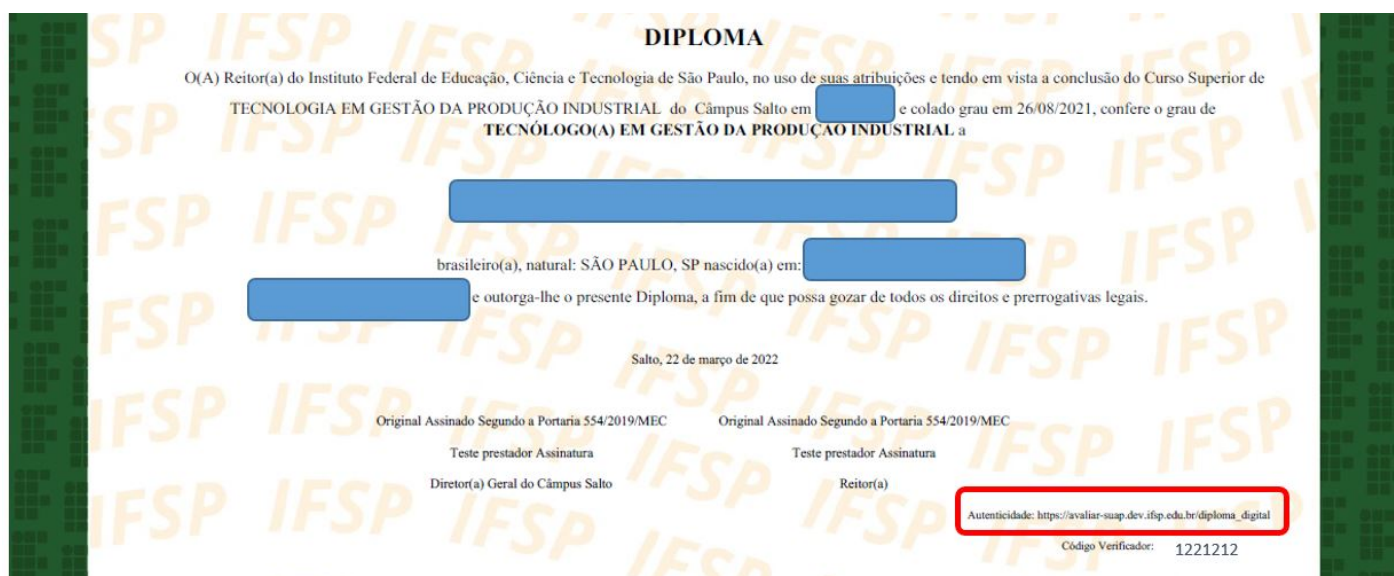 DIPLOMA
O(A) Reitor(a) do Instituto Federal de Educação, Ciência e Tecnologia de São Paulo, no uso de suas atribuições e tendo em vista a conclusão do Curso Superior de
TECNOLOGIA EM GESTÃO DA PRODUÇÃO INDUSTRIAL do Câmpus Salto em e colado grau em 26/08/2021, confere o grau de
TECNÓLOGO(A) EM GESTÃO DA PRODUÇÃO INDUSTRIAL a
brasileiro(a), natural: SÃO PAULO, SP nascido(a) em:
e outorga-lhe o presente Diploma, a fim de que possa gozar de todos os direitos e prerrogativas legais.
Salto, 22 de março de 2022
Original Assinado Segundo a Portaria 554/2019/MEC Original Assinado Segundo a Portaria 554/2019/MEC
Teste prestador Assinatura Teste prestador Assinatura
Diretor(a) Geral do Câmpus Salto Reitor(a)
Autenticidade: https://avaliar-suap.dev.ifsp.edu.br/diploma_digital
Código Verificador: 1221212